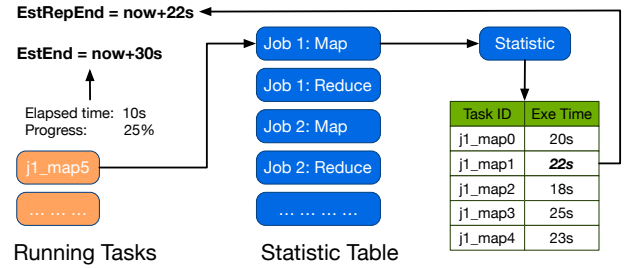 EstRepEnd = now+22s
EstEnd = now+30s
Elapsed time: 10s
Progress: 25%
j1_map5
... ... ...
Running Tasks
Job 1: Map
Job 1: Reduce
Job 2: Map
Job 2: Reduce
... ... ... ...
Statistic Table
Statistic
Task ID Exe Time
j1_map0 20s
j1_map1 22s
j1_map2 18s
j1_map3 25s
j1_map4 23s